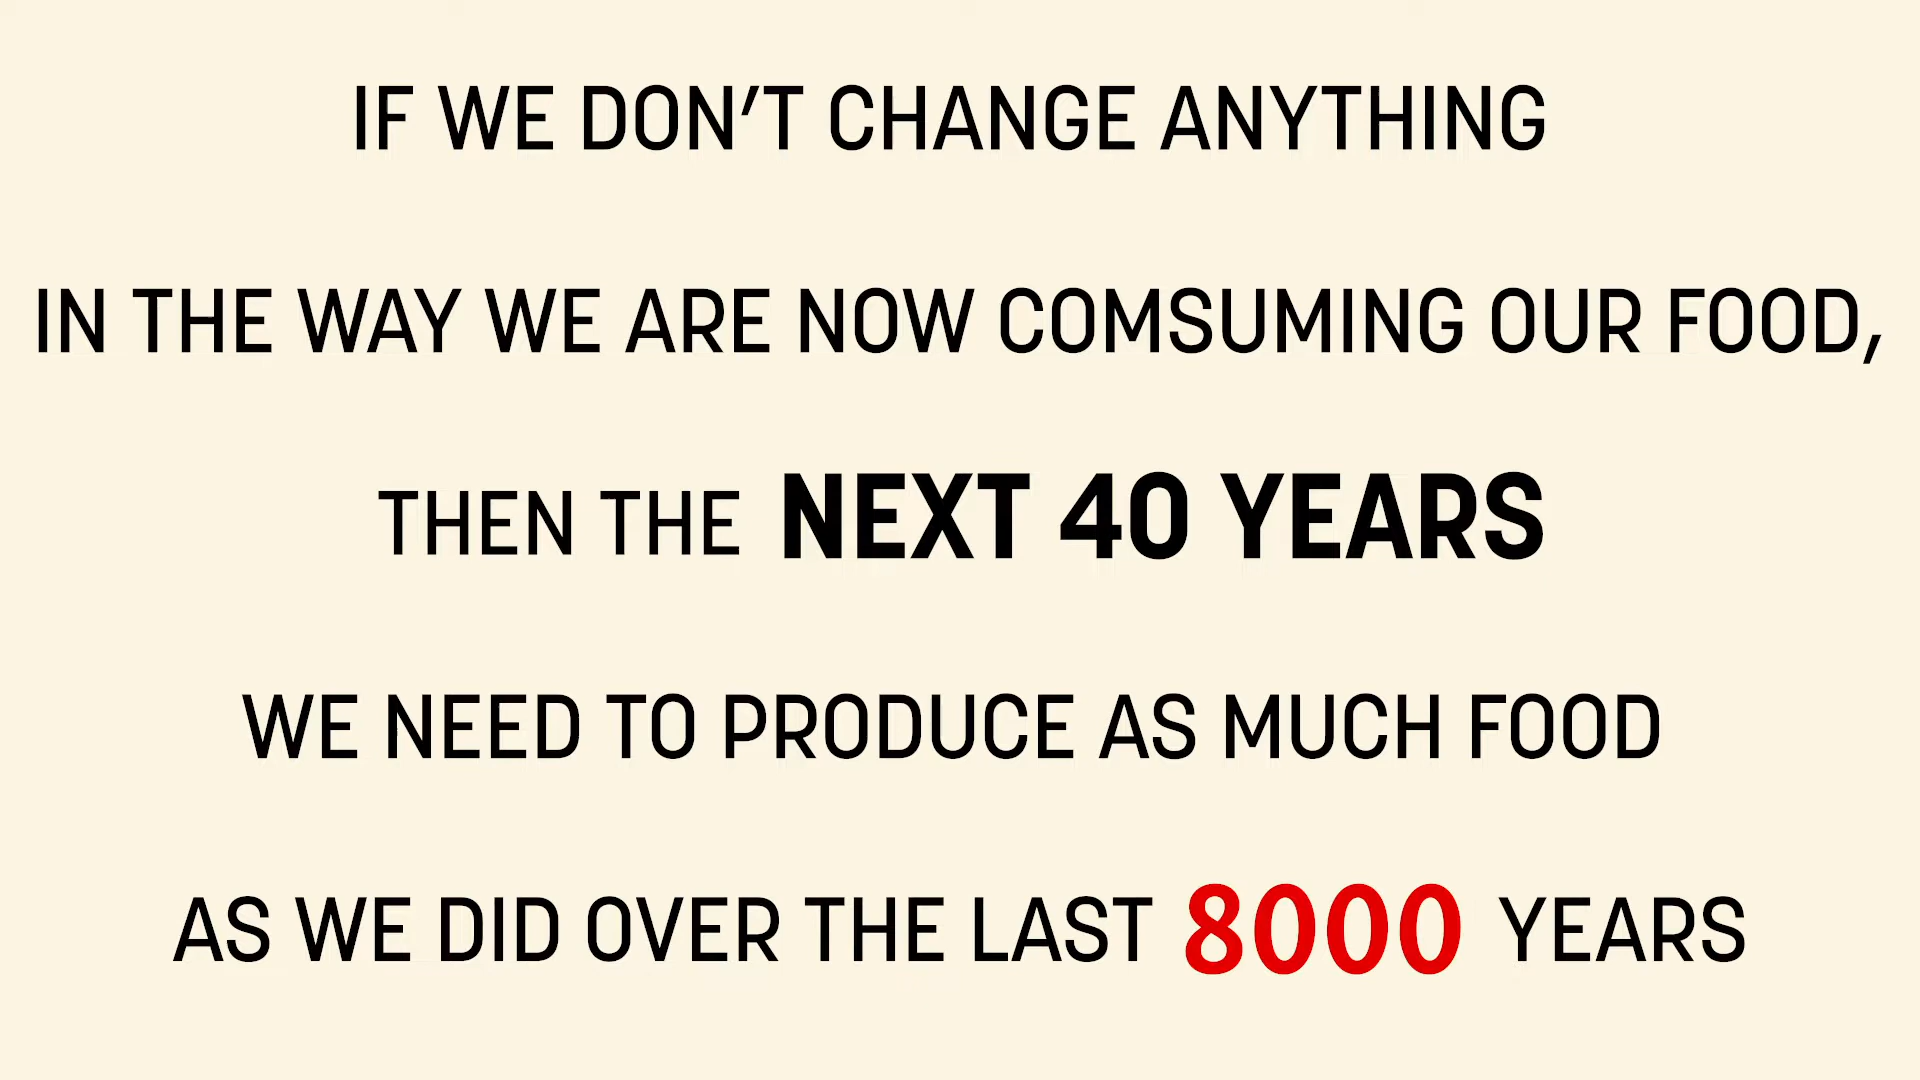 IF WE DON'T CHANGE ANYTHING
IN THE WAY WE ARE NOW COMSUMING OUR FOOD,
THEN THE NEXT 40 YEARS
WE NEED TO PRODUCE AS MUCH FOOD
AS WE DID OVER THE LAST 8000 YEARS